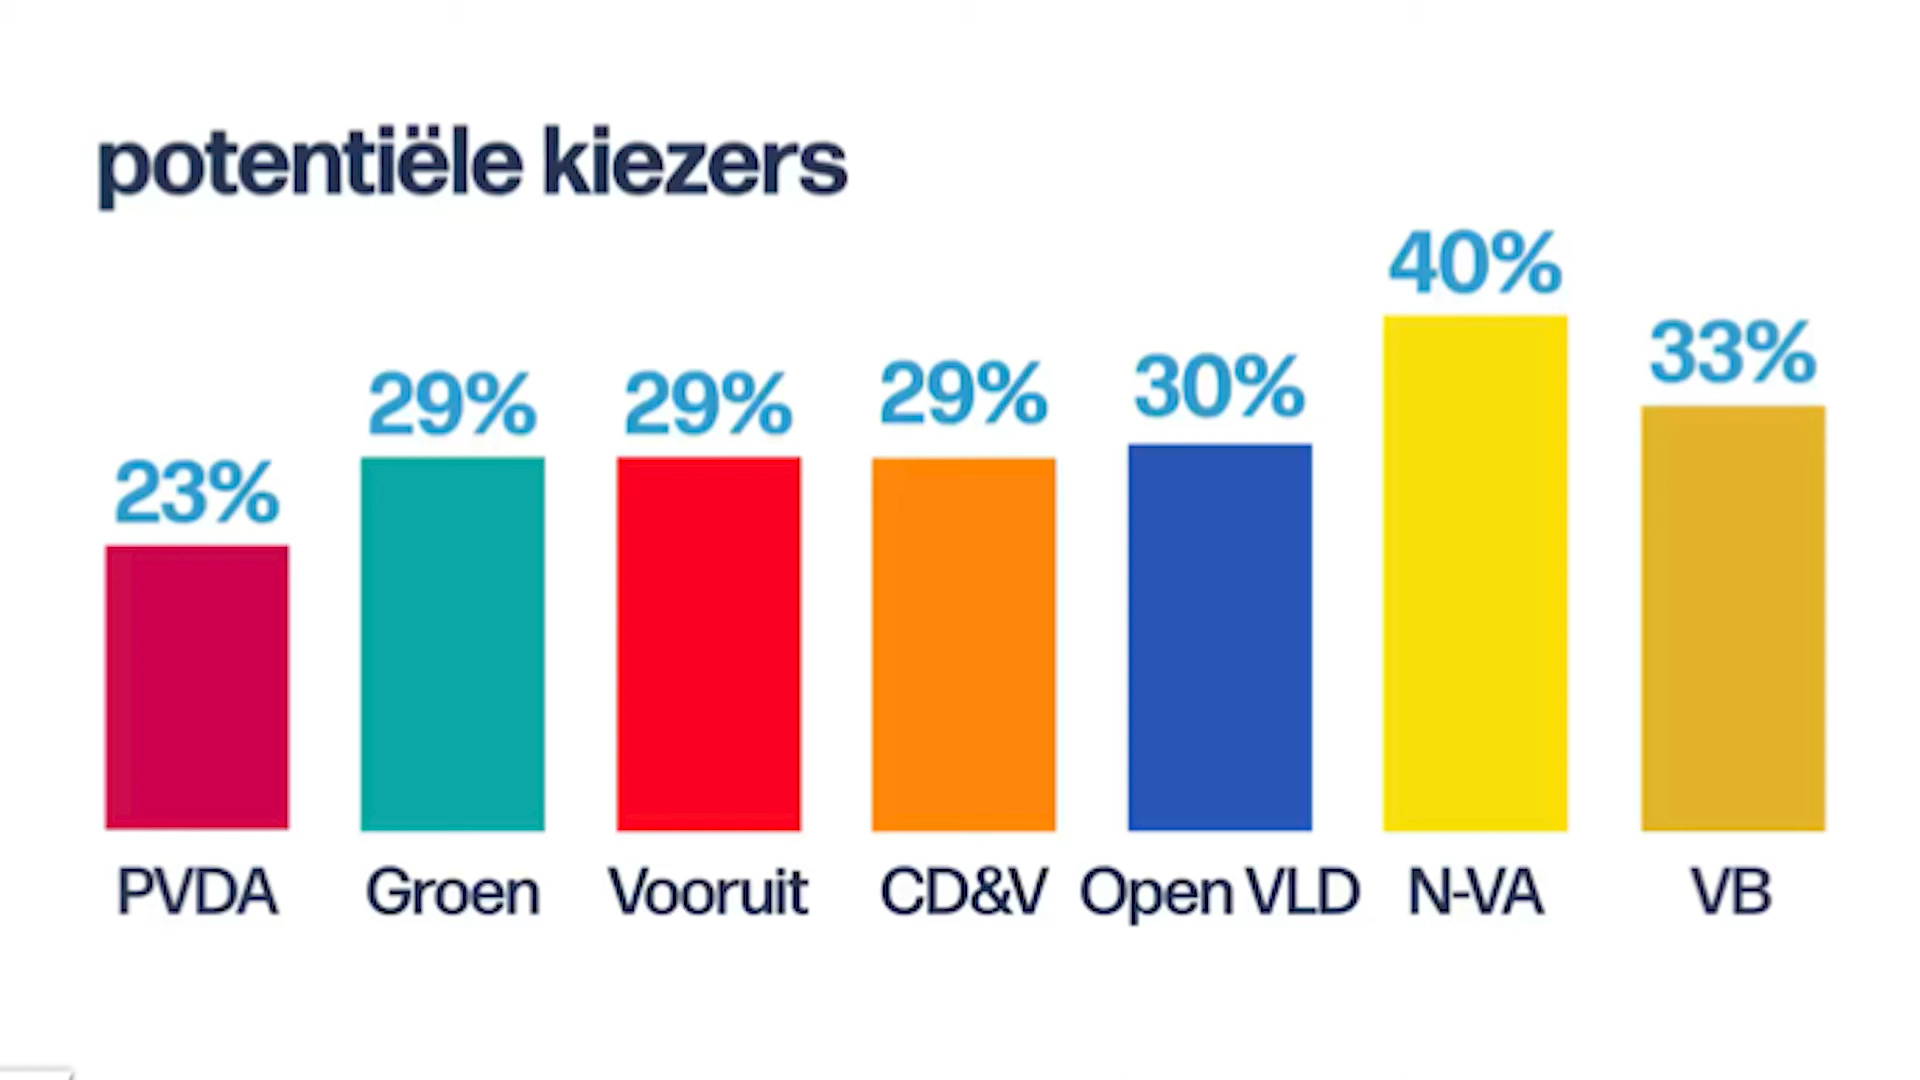 potentiële kiezers
23%
29%
29%
29%
30%
40%
33%
PVDA
Groen
Vooruit
CD&V
Open VLD
N-VA
VB